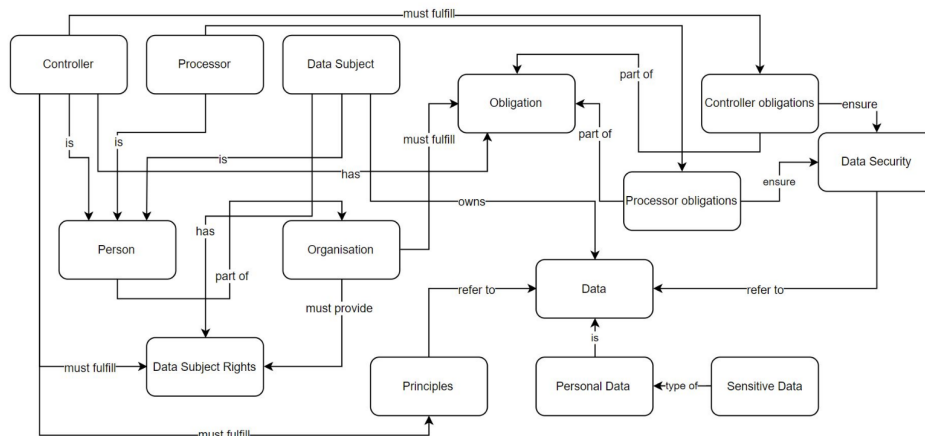 must fulfill
Controller
Processor
Data Subject
Obligation
part of
Controller obligations
ensure
must fulfill
part of
is
is
is
has
Data Security
ensure
Processor obligations
owns
has
Person
part of
Organisation
refer to
Data
refer to
must provide
is
must fulfill
Data Subject Rights
Principles
Personal Data
type of
Sensitive Data
must fulfill